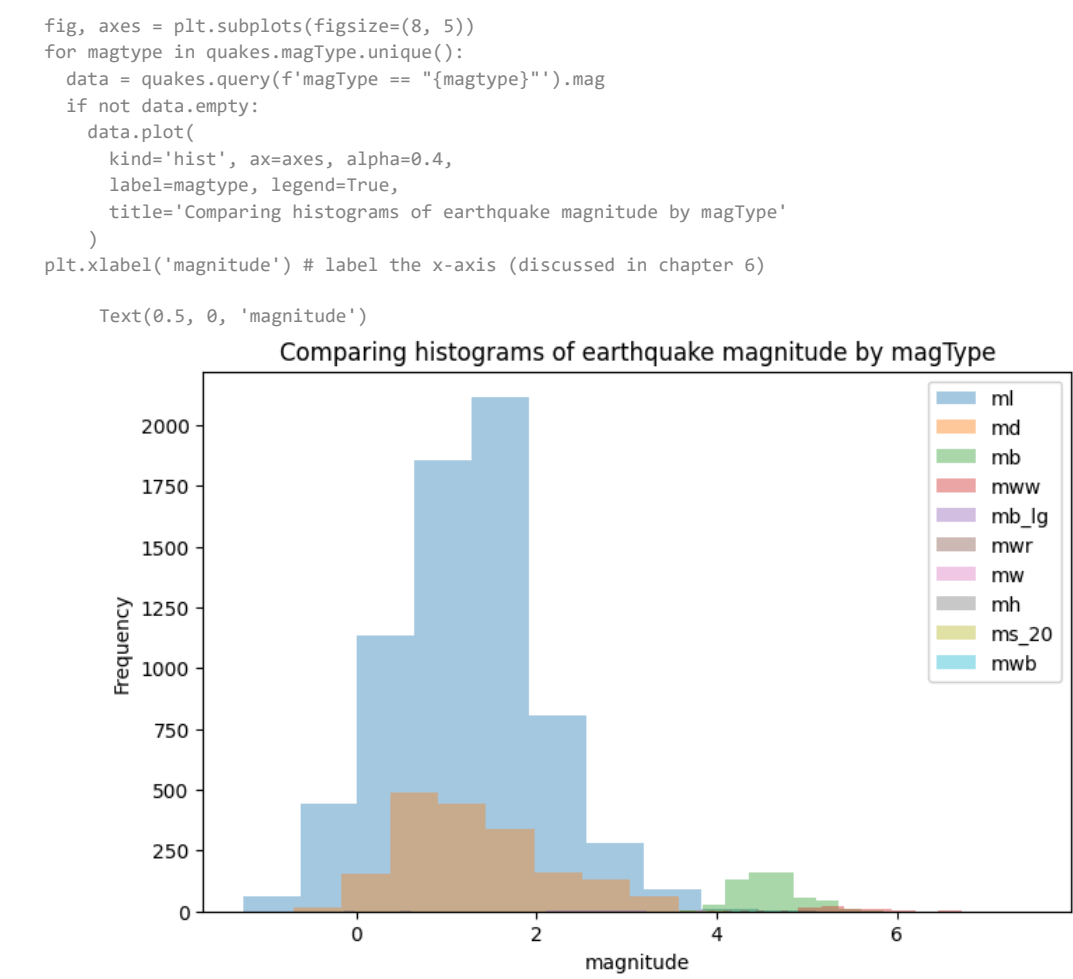 fig, axes = plt.subplots(figsize=(8, 5))
for magtype in quakes.magType.unique():
  data = quakes.query(f'magType == "{magtype}"').mag
  if not data.empty:
    data.plot(
      kind='hist', ax=axes, alpha=0.4,
      label=magtype, legend=True,
      title='Comparing histograms of earthquake magnitude by magType'
    )
plt.xlabel('magnitude') # label the x-axis (discussed in chapter 6)
Text(0.5, 0, 'magnitude')
Comparing histograms of earthquake magnitude by magType
ml
md
mb
mww
mb_lg
mwr
mw
mh
ms_20
mwb
Frequency
2000
1750
1500
1250
1000
750
500
250
0
0 2 4 6
magnitude